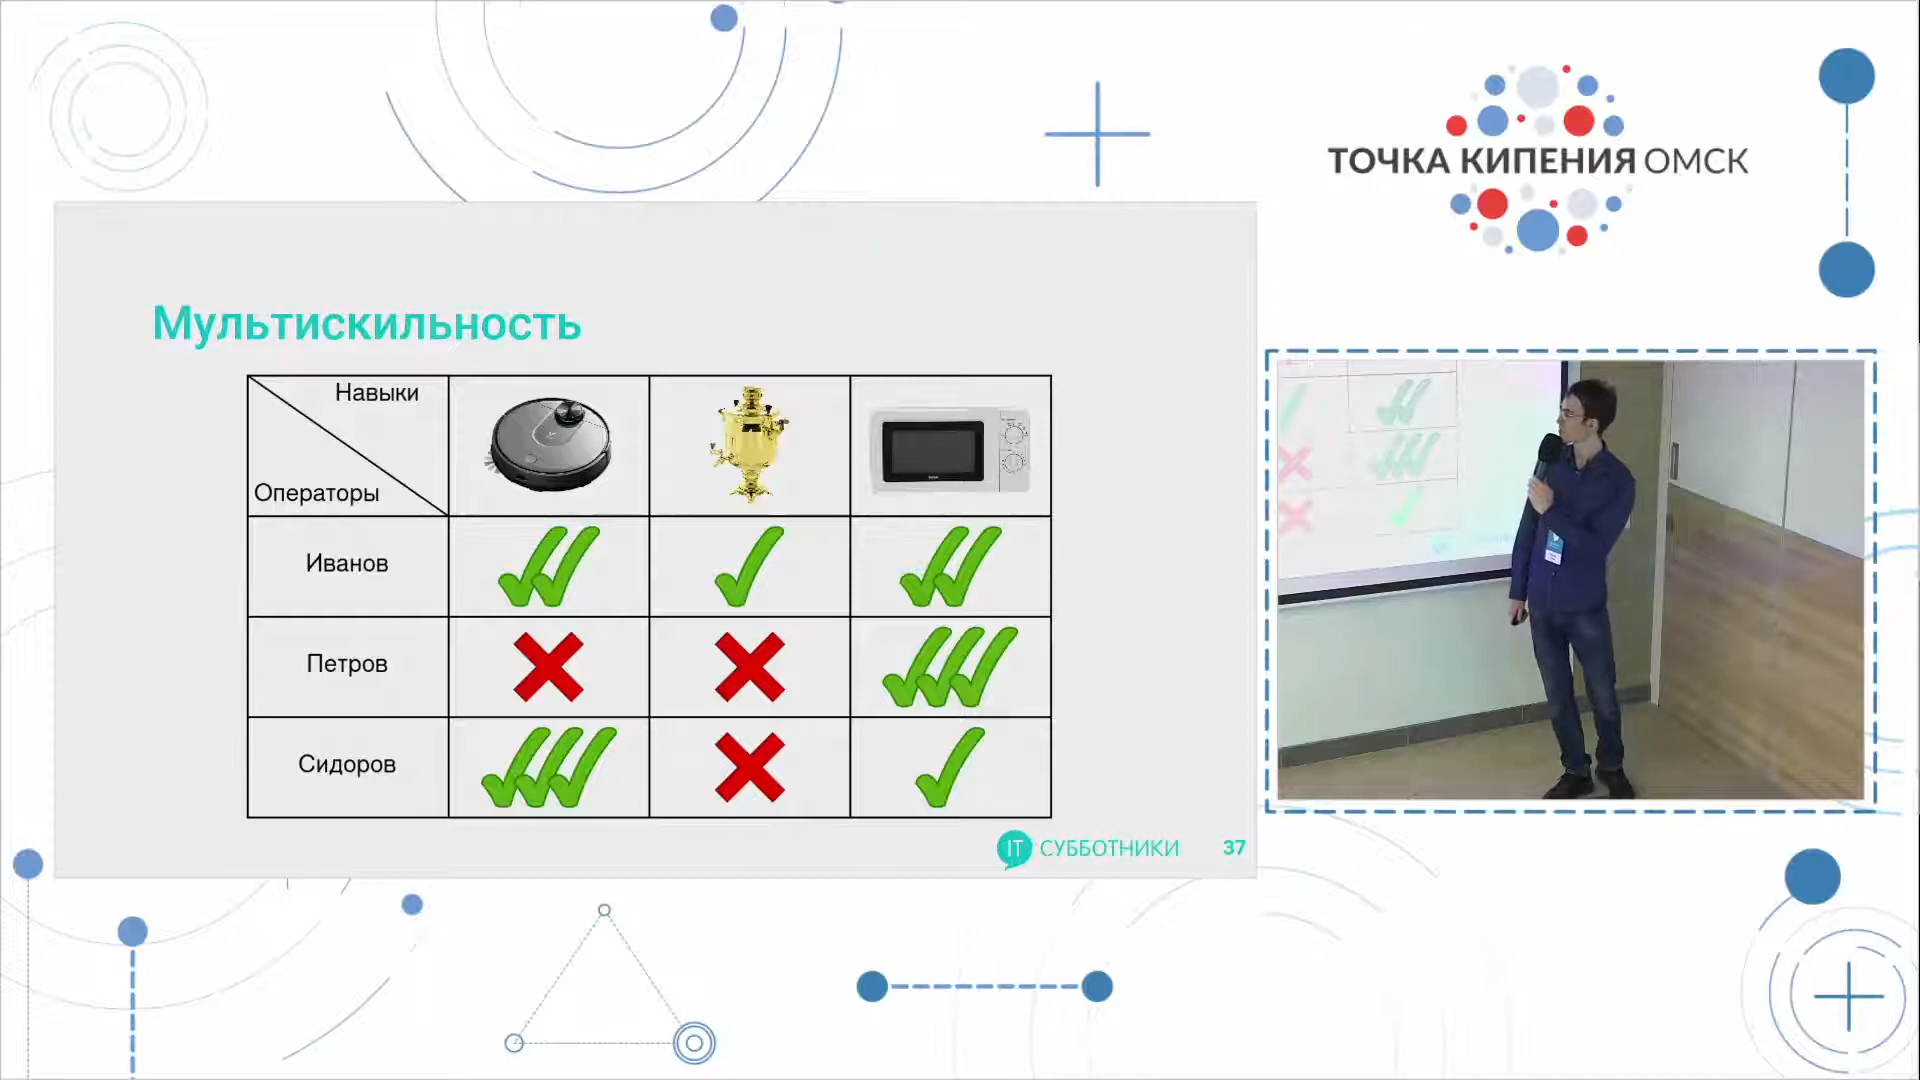 ТОЧКА КИПЕНИЯ ОМСК
Мультискильность
Навыки
Операторы
Иванов
Петров
Сидоров
IT СУББОТНИКИ
37